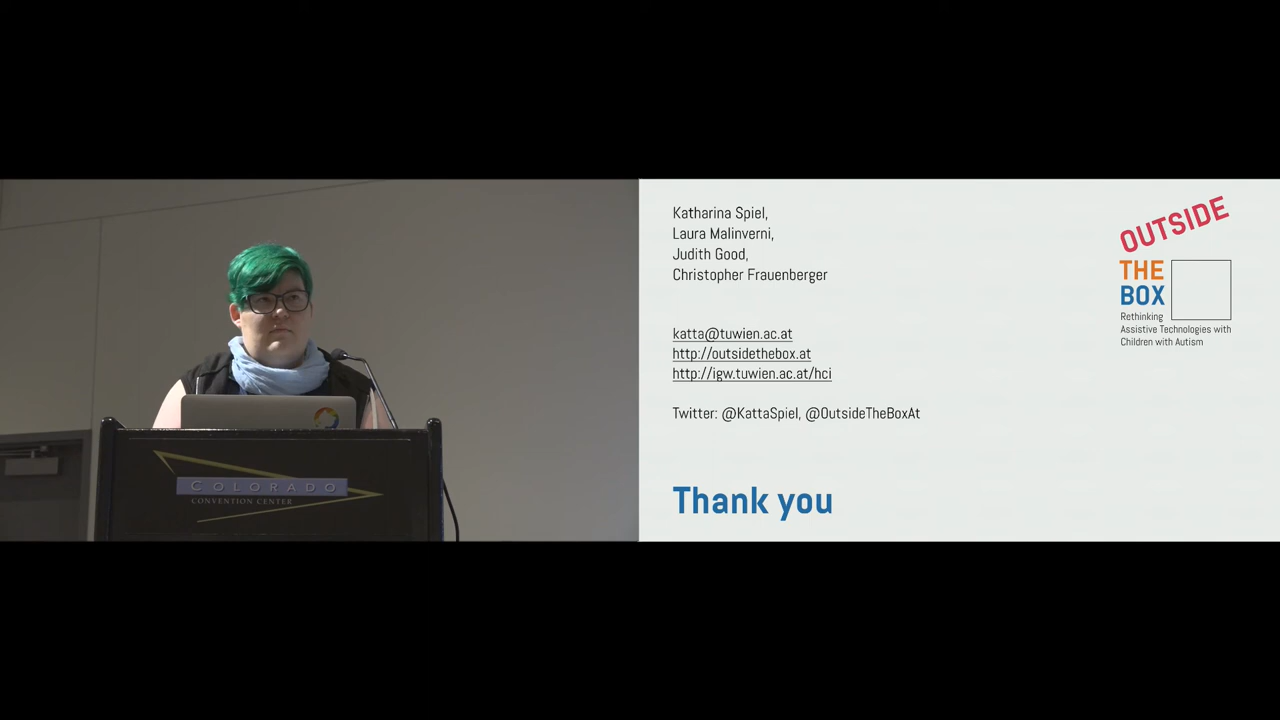 COLORADO
CONVENTION CENTER
Katharina Spiel,
Laura Malinverni,
Judith Good,
Christopher Frauenberger
katta@tuwien.ac.at
http://outsidethebox.at
http://igw.tuwien.ac.at/hci
Twitter: @KattaSpiel, @OutsideTheBoxAt
Thank you
OUTSIDE
THE
BOX
Rethinking
Assistive Technologies with
Children with Autism